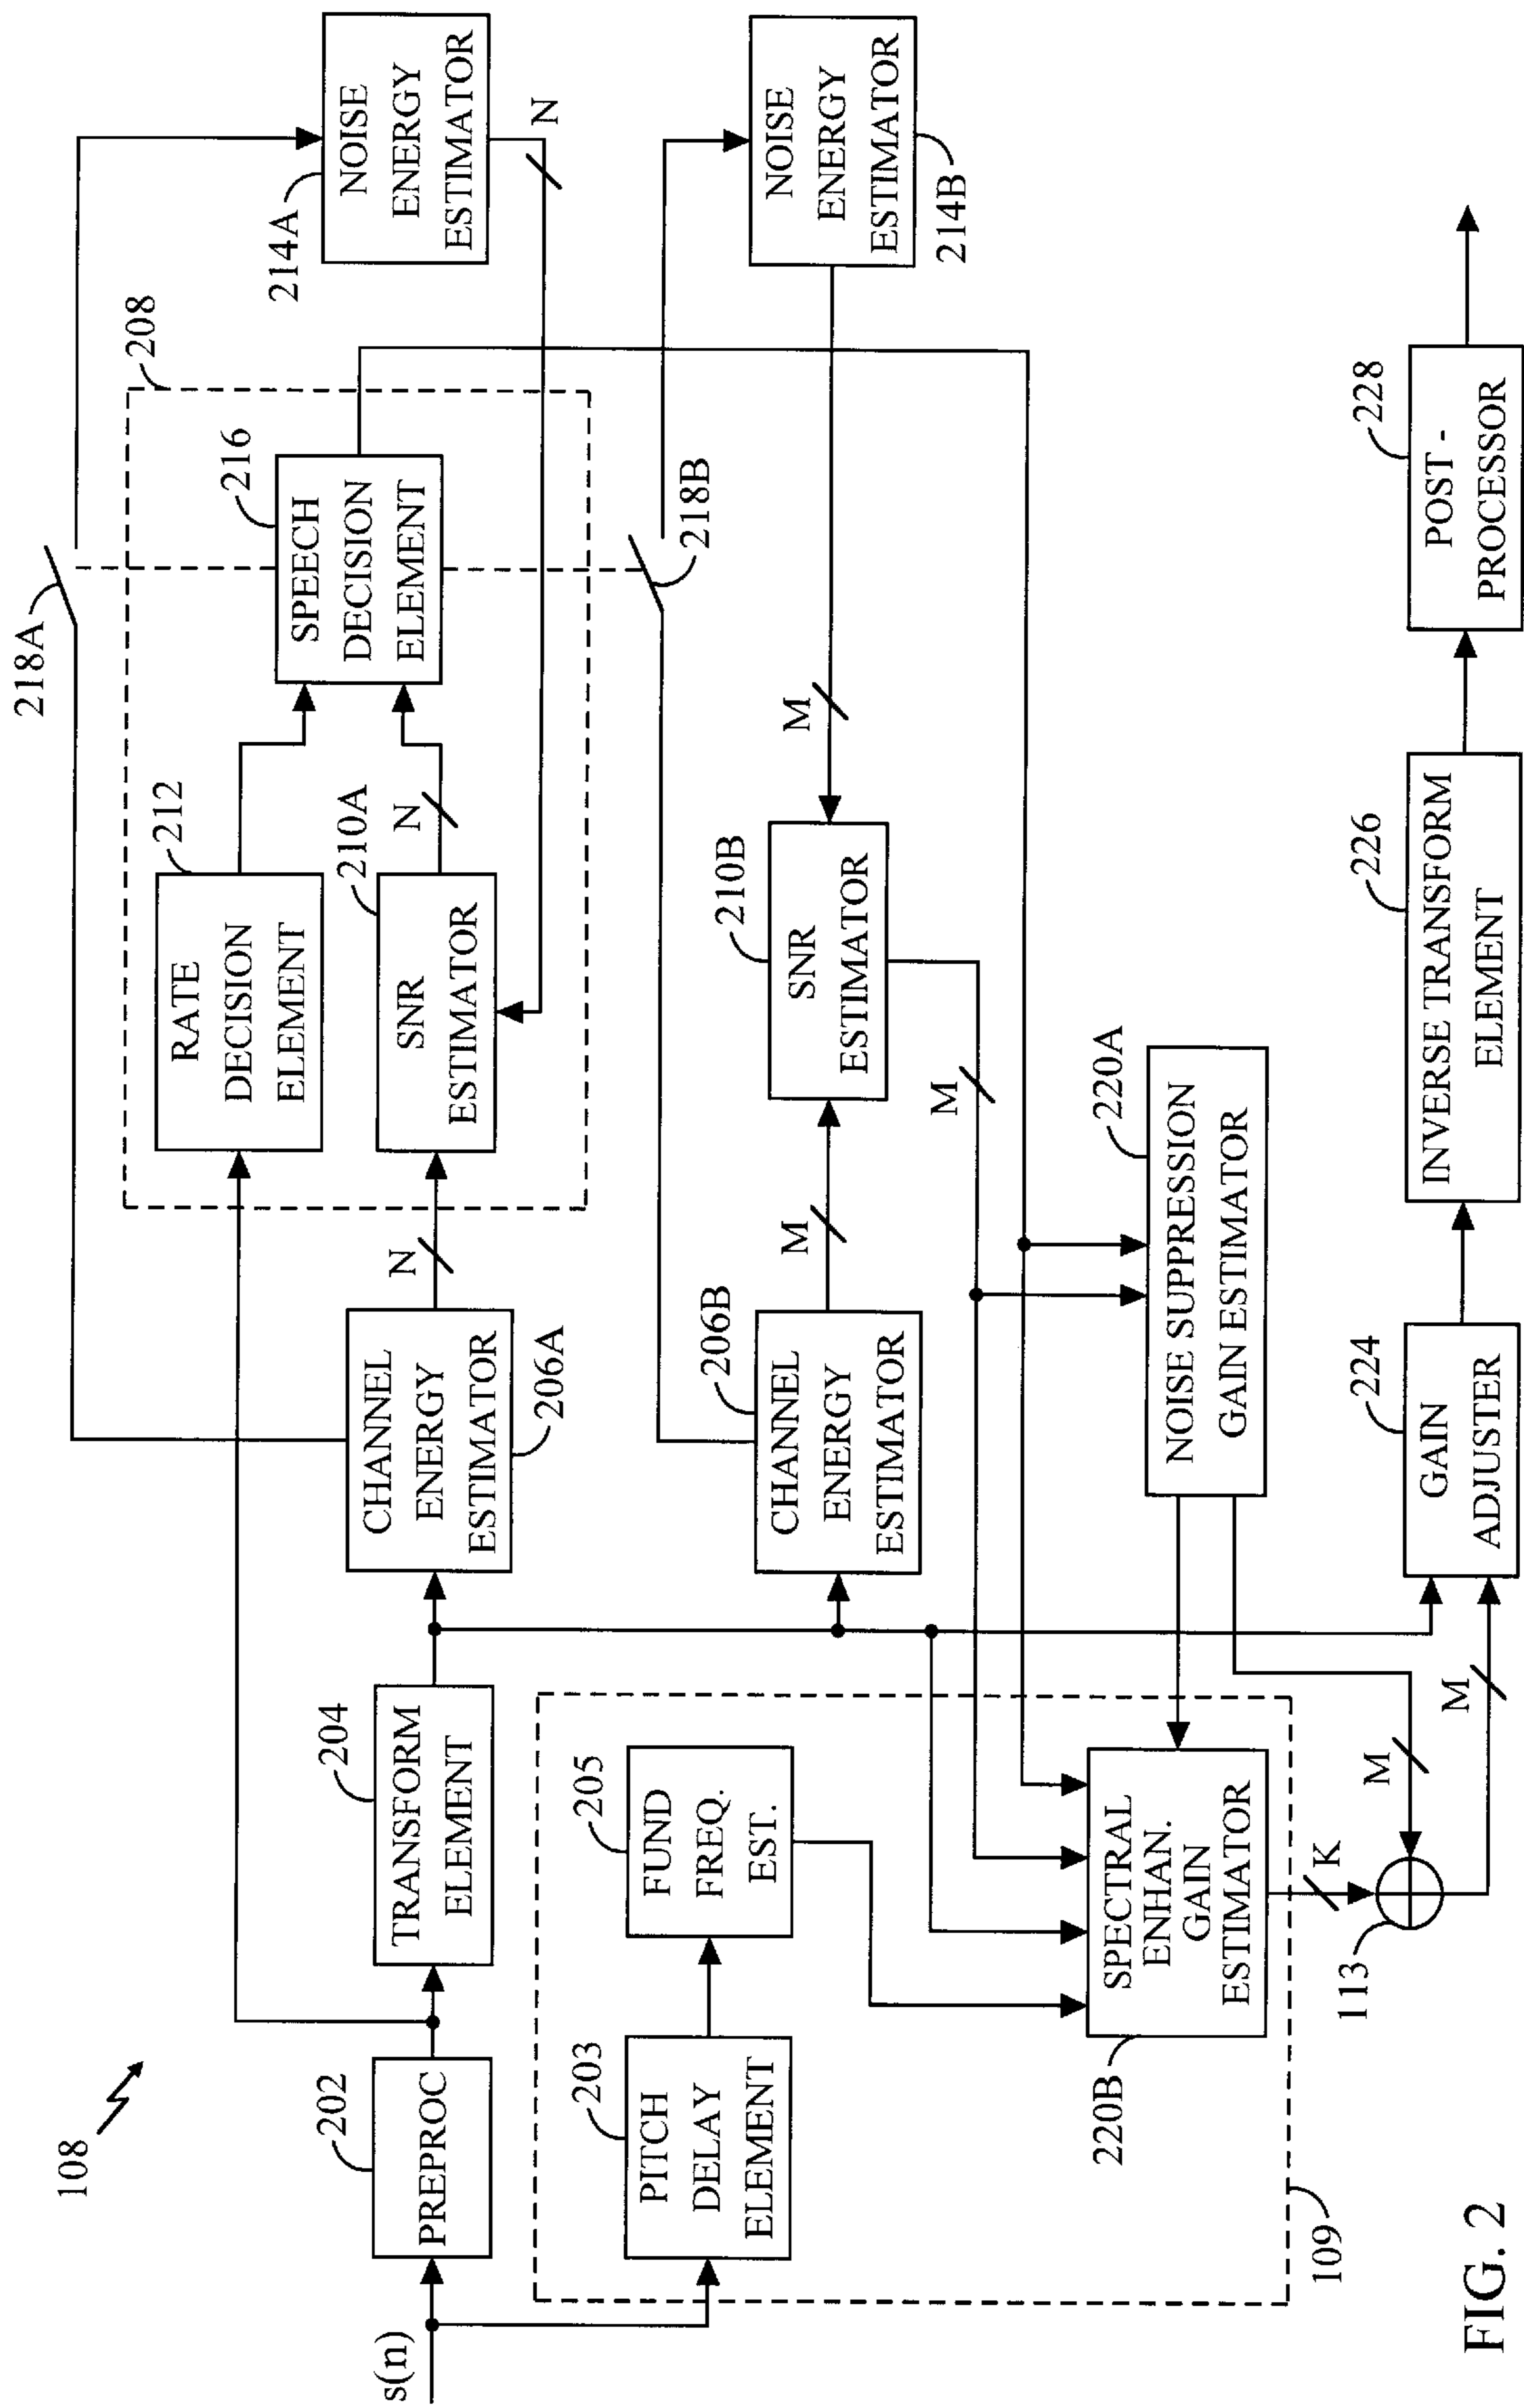 108
s(n)
202
PREPROC
204
TRANSFORM
ELEMENT
218A
CHANNEL
ENERGY
ESTIMATOR
206A
N
208
212
RATE
DECISION
ELEMENT
210A
SNR
ESTIMATOR
N
216
SPEECH
DECISION
ELEMENT
214A
NOISE
ENERGY
ESTIMATOR
N
218B
203
PITCH
DELAY
ELEMENT
205
FUND
FREQ.
EST.
206B
CHANNEL
ENERGY
ESTIMATOR
M
210B
SNR
ESTIMATOR
M
M
NOISE
ENERGY
ESTIMATOR
214B
220B
SPECTRAL
ENHAN.
GAIN
ESTIMATOR
220A
NOISE SUPPRESSION
GAIN ESTIMATOR
109
K
M
113
M
224
GAIN
ADJUSTER
226
INVERSE TRANSFORM
ELEMENT
228
POST -
PROCESSOR
FIG. 2